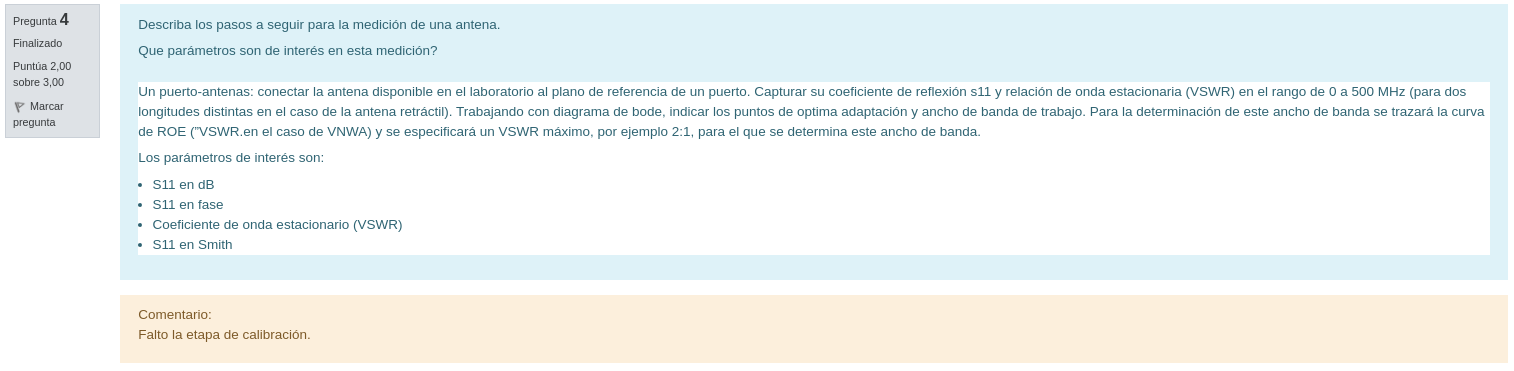 Pregunta 4
Finalizado
Puntúa 2,00
sobre 3,00
Marcar
pregunta
Describa los pasos a seguir para la medición de una antena.
Que parámetros son de interés en esta medición?
Un puerto-antenas: conectar la antena disponible en el laboratorio al plano de referencia de un puerto. Capturar su coeficiente de reflexión s11 y relación de onda estacionaria (VSWR) en el rango de 0 a 500 MHz (para dos
longitudes distintas en el caso de la antena retráctil). Trabajando con diagrama de bode, indicar los puntos de optima adaptación y ancho de banda de trabajo. Para la determinación de este ancho de banda se trazará la curva
de ROE ("VSWR.en el caso de VNWA) y se especificará un VSWR máximo, por ejemplo 2:1, para el que se determina este ancho de banda.
Los parámetros de interés son:
• S11 en dB
• S11 en fase
• Coeficiente de onda estacionario (VSWR)
• S11 en Smith
Comentario:
Falto la etapa de calibración.